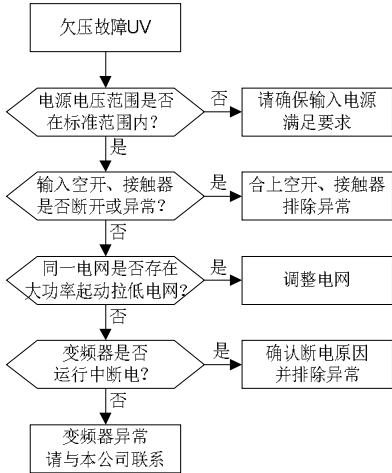 欠压故障UV
电源电压范围是否
在标准范围内?
否
请确保输入电源
满足要求
是
输入空开、接触器
是否断开或异常?
是
合上空开、接触器
排除异常
否
同一电网是否存在
大功率起动拉低电网?
是
调整电网
否
变频器是否
运行中断电?
是
确认断电原因
并排除异常
否
变频器异常
请与本公司联系